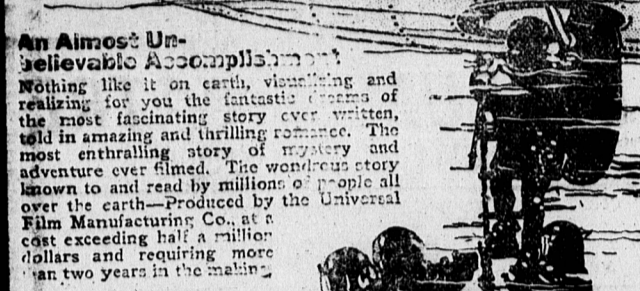 An Almost Un-
believable Accomplishment
Nothing like it on earth, visualizing and
realizing for you the fantastic dreams of
the most fascinating story ever written,
told in amazing and thrilling romance. The
most enthralling story of mystery and
adventure ever filmed. The wondrous story
known to and read by millions of people all
over the earth—Produced by the Universal
Film Manufacturing Co., at a
cost exceeding half a million
dollars and requiring more
than two years in the making.